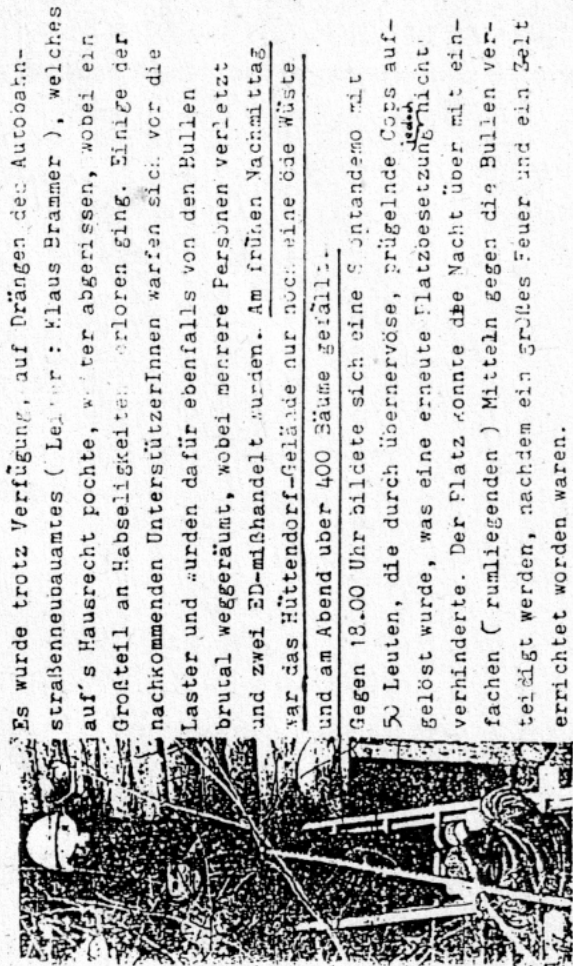 Es wurde trotz Verfügung, auf Drängen des Autobahn-
straßenneubauamtes ( Leiter : Klaus Brammer ), welches
auf's Hausrecht pochte, weiter abgerissen, wobei ein
Großteil an Habseligkeiten verloren ging. Einige der
nachkommenden UnterstützerInnen warfen sich vor die
Laster und wurden dafür ebenfalls von den Bullen
brutal weggeräumt, wobei mehrere Personen verletzt
und zwei ED-mißhandelt wurden. Am frühen Nachmittag
war das Hüttendorf-Gelände nur noch eine öde Wüste
und am Abend über 400 Bäume gefällt.
Gegen 18.00 Uhr bildete sich eine Spontandemo mit
50 Leuten, die durch übernervöse, prügelnde Cops auf-
gelöst wurde, was eine erneute Platzbesetzung jedoch nicht
verhinderte. Der Platz konnte die Nacht über mit ein-
fachen ( rumliegenden ) Mitteln gegen die Bullen ver-
teidigt werden, nachdem ein großes Feuer und ein Zelt
errichtet worden waren.